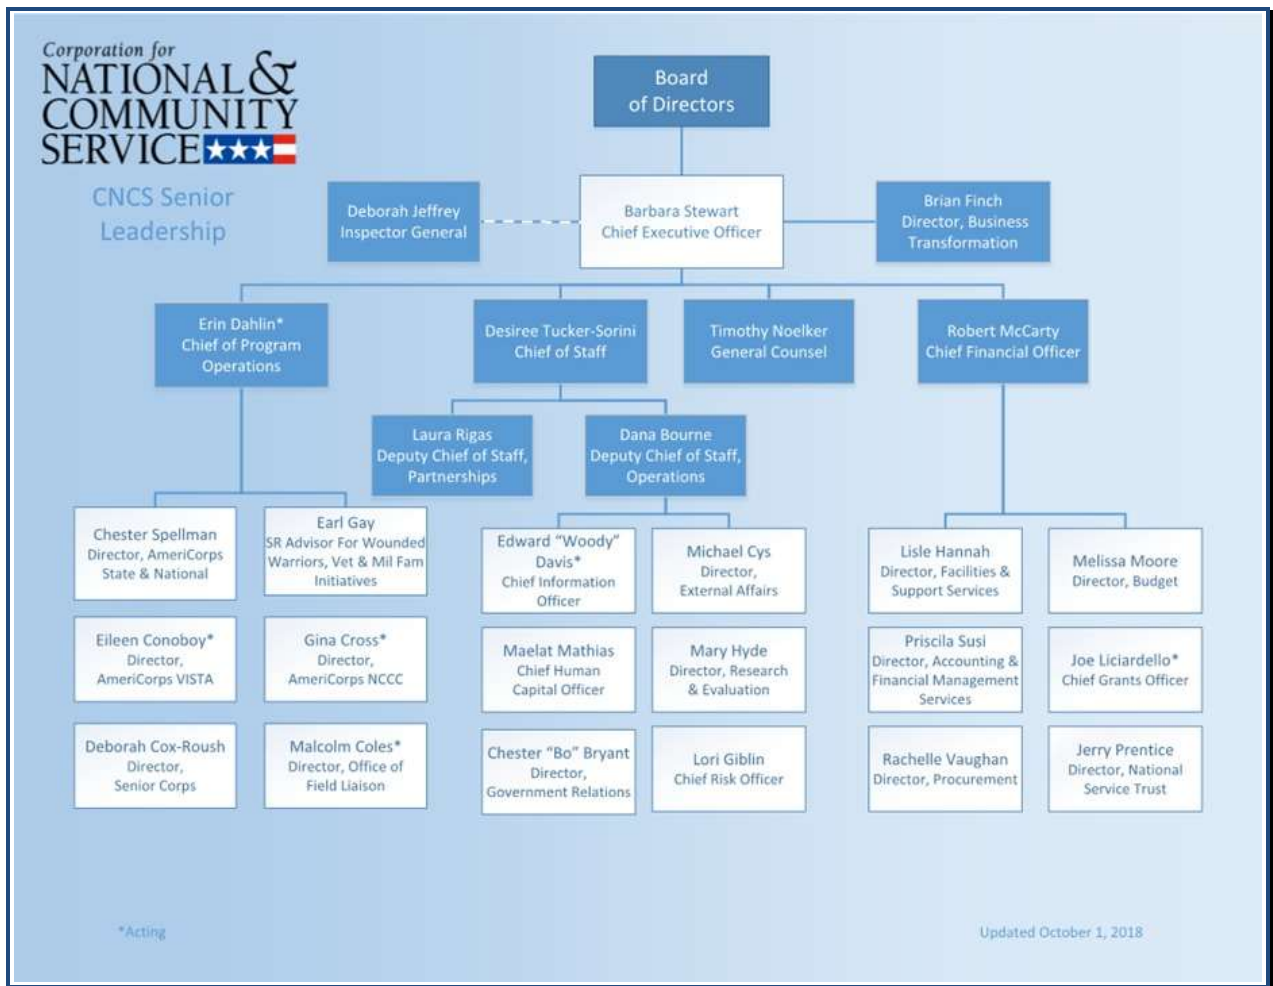 Corporation for
NATIONAL &
COMMUNITY
SERVICE
CNCS Senior
Leadership
Board
of Directors
Deborah Jeffrey
Inspector General
Barbara Stewart
Chief Executive Officer
Brian Finch
Director, Business
Transformation
Erin Dahlin*
Chief of Program
Operations
Desiree Tucker-Sorini
Chief of Staff
Timothy Noelker
General Counsel
Robert McCarty
Chief Financial Officer
Laura Rigas
Deputy Chief of Staff,
Partnerships
Dana Bourne
Deputy Chief of Staff,
Operations
Chester Spellman
Director, AmeriCorps
State & National
Earl Gay
SR Advisor For Wounded
Warriors, Vet & Mil Fam
Initiatives
Edward “Woody”
Davis*
Chief Information
Officer
Michael Cys
Director,
External Affairs
Lisle Hannah
Director, Facilities &
Support Services
Melissa Moore
Director, Budget
Eileen Conoboy*
Director,
AmeriCorps VISTA
Gina Cross*
Director,
AmeriCorps NCCC
Maelat Mathias
Chief Human
Capital Officer
Mary Hyde
Director, Research
& Evaluation
Priscila Susi
Director, Accounting &
Financial Management
Services
Joe Liciardello*
Chief Grants Officer
Deborah Cox-Roush
Director,
Senior Corps
Malcolm Coles*
Director, Office of
Field Liaison
Chester “Bo” Bryant
Director,
Government Relations
Lori Giblin
Chief Risk Officer
Rachelle Vaughan
Director, Procurement
Jerry Prentice
Director, National
Service Trust
*Acting
Updated October 1, 2018